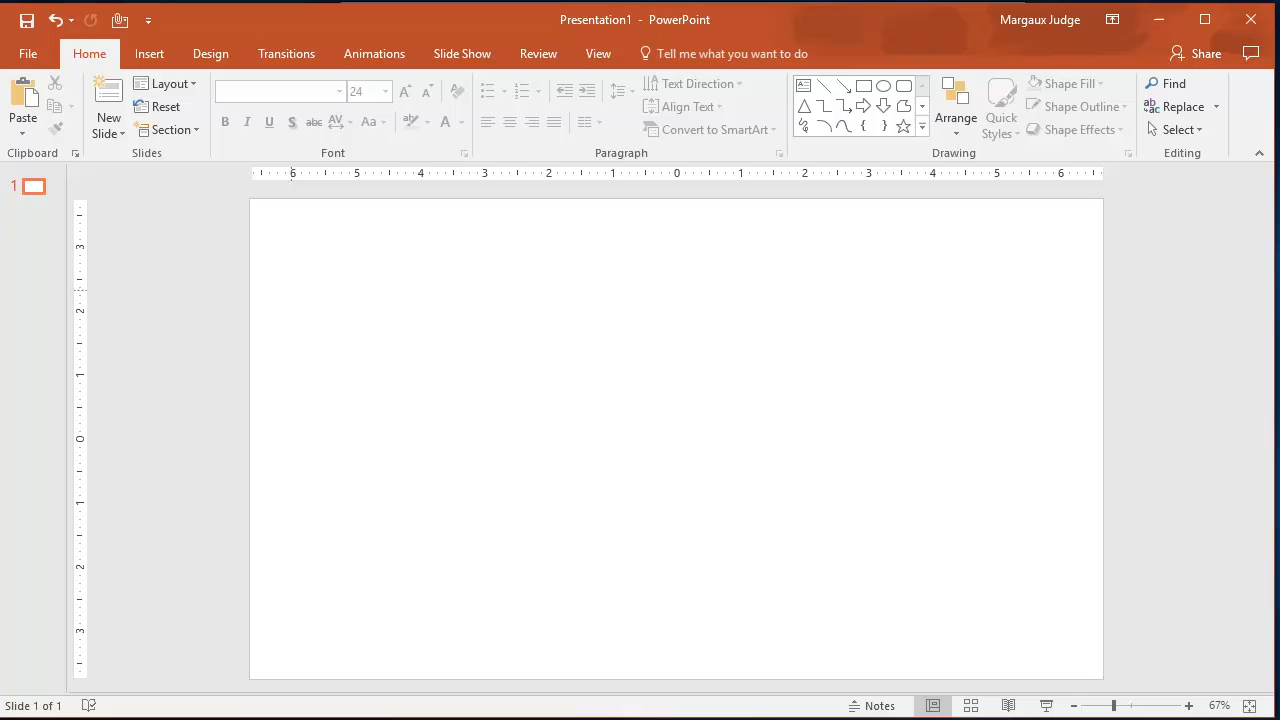 Presentation1 - PowerPoint
Margaux Judge
File Home Insert Design Transitions Animations Slide Show Review View Tell me what you want to do Share
Paste
Clipboard
New Slide
Layout
Reset
Section
Slides
24
B I U S abc AV Aa A
Font
Text Direction
Align Text
Convert to SmartArt
Paragraph
Arrange
Quick Styles
Shape Fill
Shape Outline
Shape Effects
Drawing
Find
Replace
Select
Editing
6 5 4 3 2 1 0 1 2 3 4 5 6
1
3
2
1
0
1
2
3
Slide 1 of 1
Notes
67%